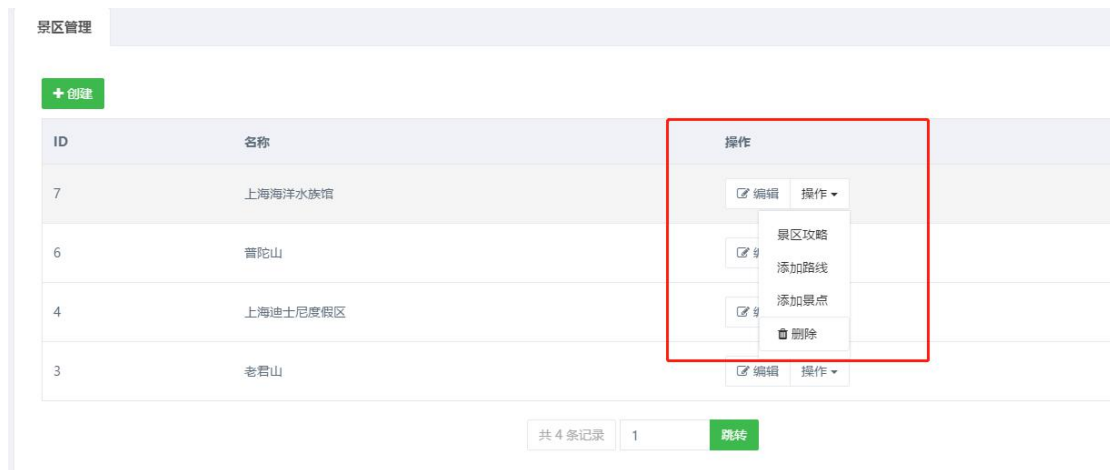 景区管理
+创建
ID 名称 操作
7 上海海洋水族馆 编辑 操作
景区攻略
6 普陀山 编
添加路线
添加景点
4 上海迪士尼度假区 编
删除
3 老君山 编辑 操作
共 4 条记录 1 跳转